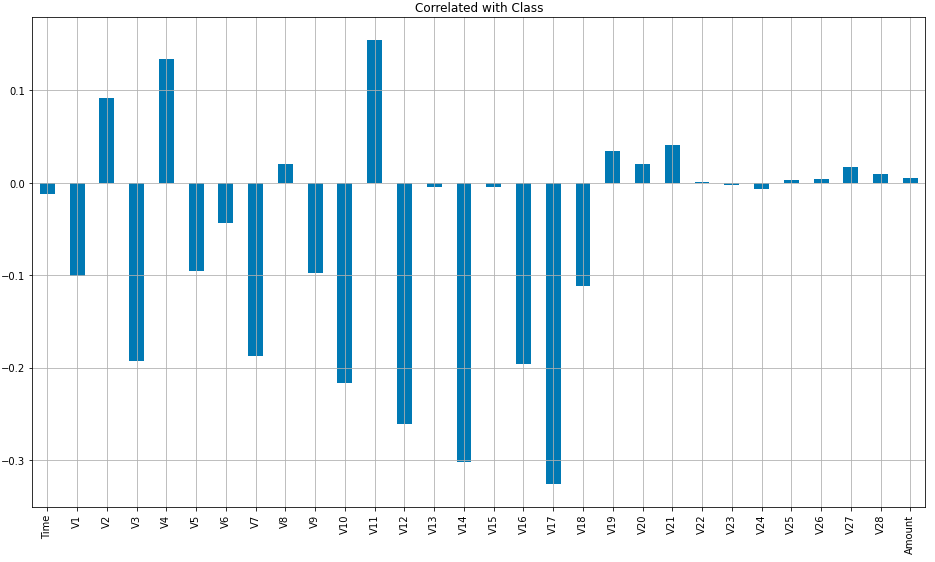 Correlated with Class
0.1
0.0
−0.1
−0.2
−0.3
Time
V1
V2
V3
V4
V5
V6
V7
V8
V9
V10
V11
V12
V13
V14
V15
V16
V17
V18
V19
V20
V21
V22
V23
V24
V25
V26
V27
V28
Amount